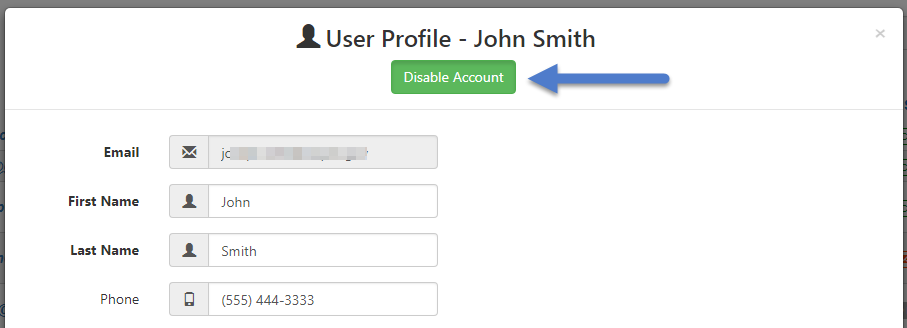 User Profile - John Smith
×
Disable Account
Email
First Name John
Last Name Smith
Phone (555) 444-3333